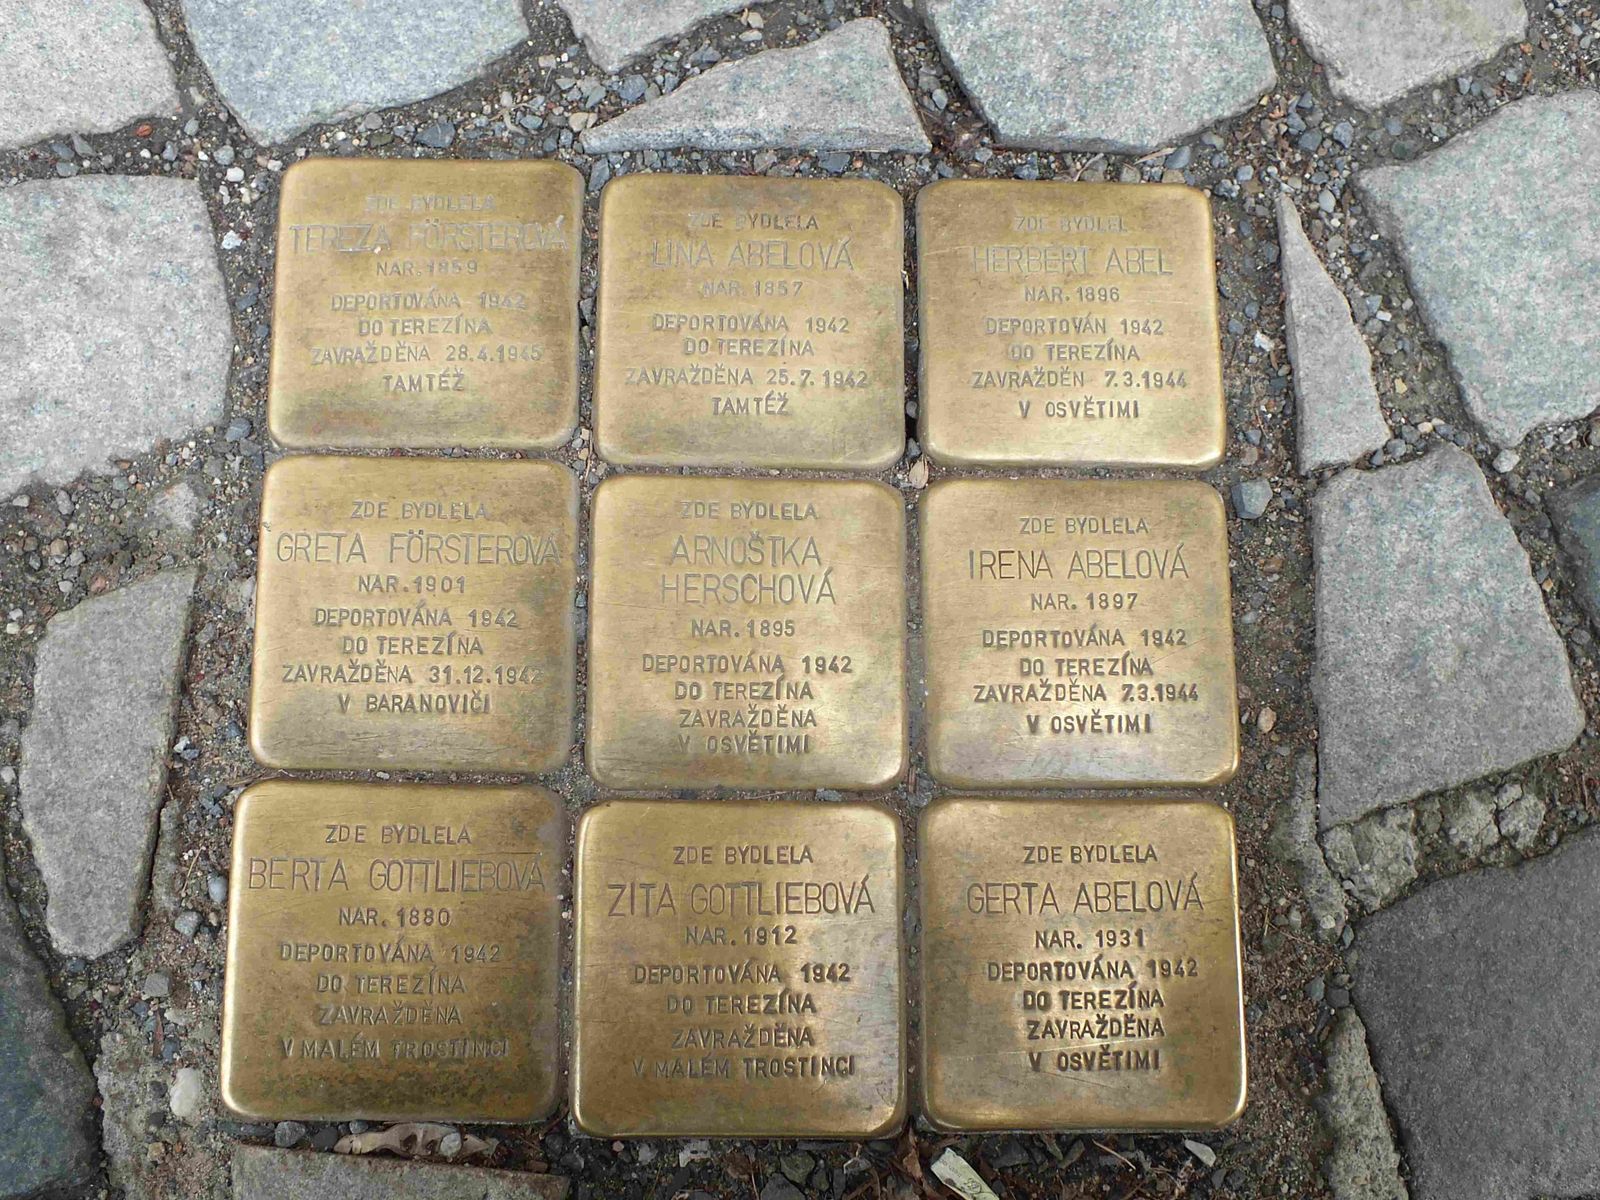 ZDE BYDLELA
TEREZA FÖRSTEROVÁ
NAR. 1859
DEPORTOVÁNA 1942
DO TEREZÍNA
ZAVRAŽDĚNA 28.4.1945
TAMTÉŽ
ZDE BYDLELA
LINA ABELOVÁ
NAR. 1857
DEPORTOVÁNA 1942
DO TEREZÍNA
ZAVRAŽDĚNA 25.7.1942
TAMTÉŽ
ZDE BYDLEL
HERBERT ABEL
NAR. 1896
DEPORTOVÁN 1942
DO TEREZÍNA
ZAVRAŽDĚN 7.3.1944
V OSVĚTIMI
ZDE BYDLELA
GRETA FÖRSTEROVÁ
NAR. 1901
DEPORTOVÁNA 1942
DO TEREZÍNA
ZAVRAŽDĚNA 31.12.1942
V BARANOVIČI
ZDE BYDLELA
ARNOŠTKA
HERSCHOVÁ
NAR. 1895
DEPORTOVÁNA 1942
DO TEREZÍNA
ZAVRAŽDĚNA
V OSVĚTIMI
ZDE BYDLELA
IRENA ABELOVÁ
NAR. 1897
DEPORTOVÁNA 1942
DO TEREZÍNA
ZAVRAŽDĚNA 7.3.1944
V OSVĚTIMI
ZDE BYDLELA
BERTA GOTTLIEBOVÁ
NAR. 1880
DEPORTOVÁNA 1942
DO TEREZÍNA
ZAVRAŽDĚNA
V MALÉM TROSTINCI
ZDE BYDLELA
ZITA GOTTLIEBOVÁ
NAR. 1912
DEPORTOVÁNA 1942
DO TEREZÍNA
ZAVRAŽDĚNA
V MALÉM TROSTINCI
ZDE BYDLELA
GERTA ABELOVÁ
NAR. 1931
DEPORTOVÁNA 1942
DO TEREZÍNA
ZAVRAŽDĚNA
V OSVĚTIMI